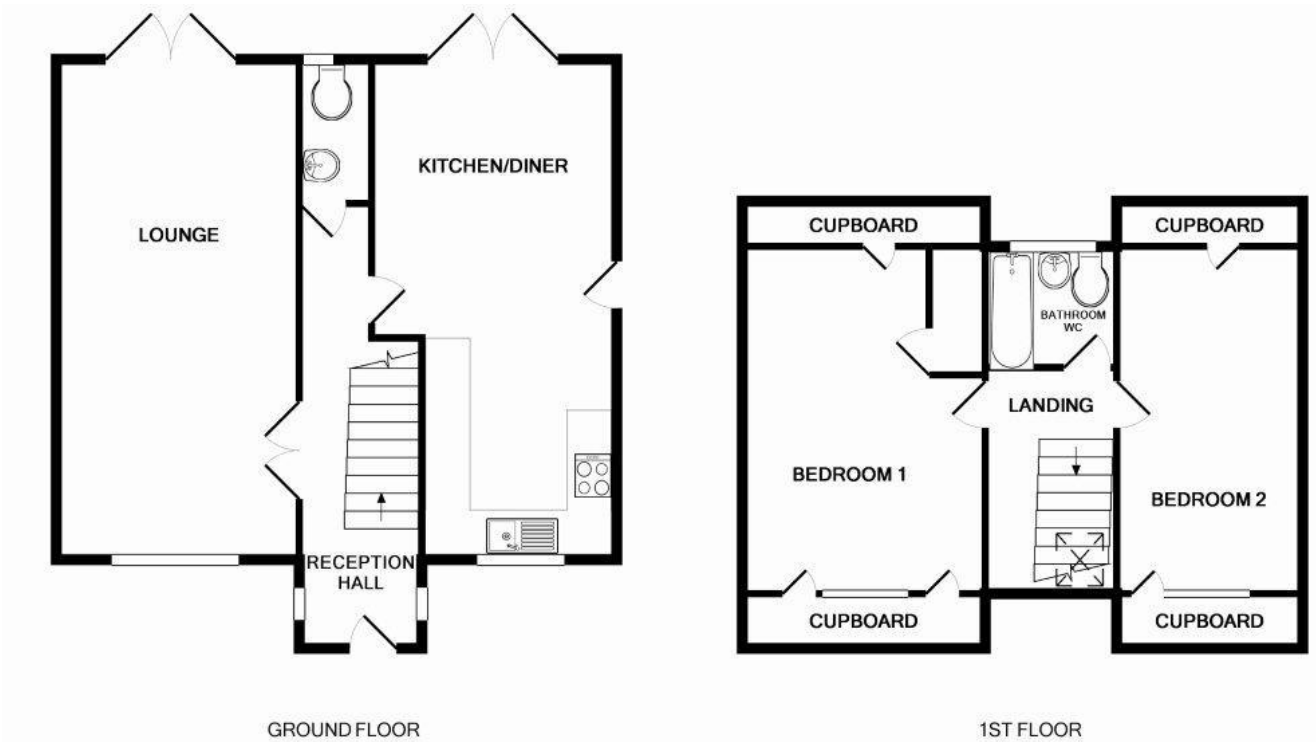 LOUNGE
KITCHEN/DINER
RECEPTION
HALL
GROUND FLOOR
CUPBOARD
CUPBOARD
BATHROOM
WC
LANDING
BEDROOM 1
BEDROOM 2
CUPBOARD
CUPBOARD
1ST FLOOR